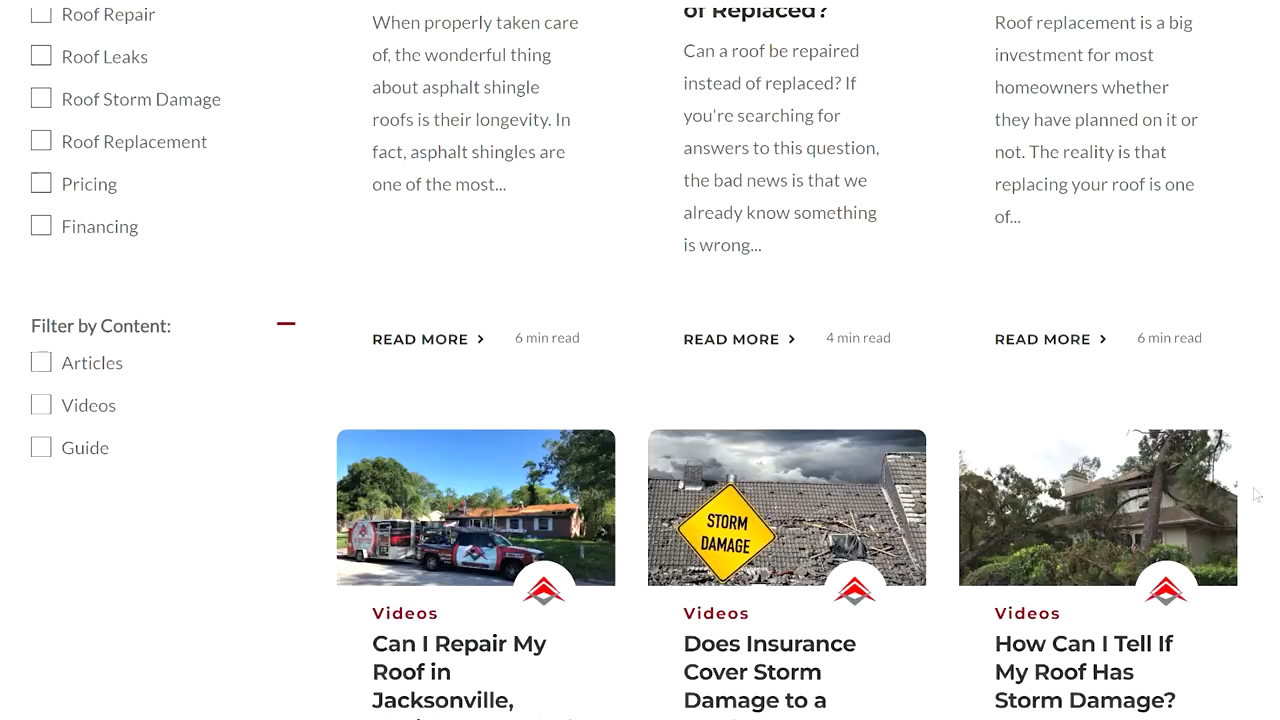 Roof Repair
Roof Leaks
Roof Storm Damage
Roof Replacement
Pricing
Financing
Filter by Content:
Articles
Videos
Guide
When properly taken care
of, the wonderful thing
about asphalt shingle
roofs is their longevity. In
fact, asphalt shingles are
one of the most...
READ MORE
6 min read
of Replaced?
Can a roof be repaired
instead of replaced? If
you're searching for
answers to this question,
the bad news is that we
already know something
is wrong...
READ MORE
4 min read
Roof replacement is a big
investment for most
homeowners whether
they have planned on it or
not. The reality is that
replacing your roof is one
of...
READ MORE
6 min read
Videos
Can I Repair My
Roof in
Jacksonville,
STORM
DAMAGE
Videos
Does Insurance
Cover Storm
Damage to a
Videos
How Can I Tell If
My Roof Has
Storm Damage?